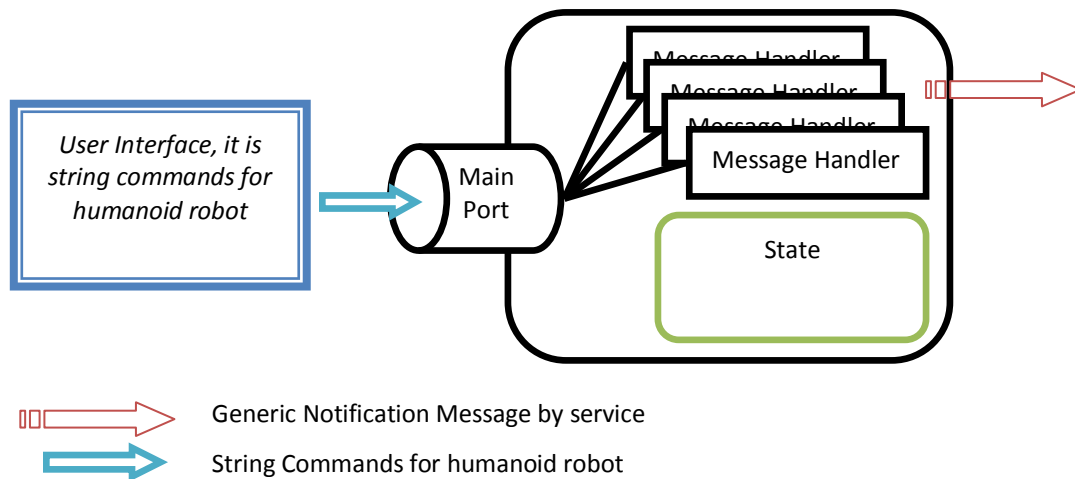 Message Handler
Message Handler
Message Handler
Message Handler
User Interface, it is
string commands for
humanoid robot
Main
Port
State
Generic Notification Message by service
String Commands for humanoid robot